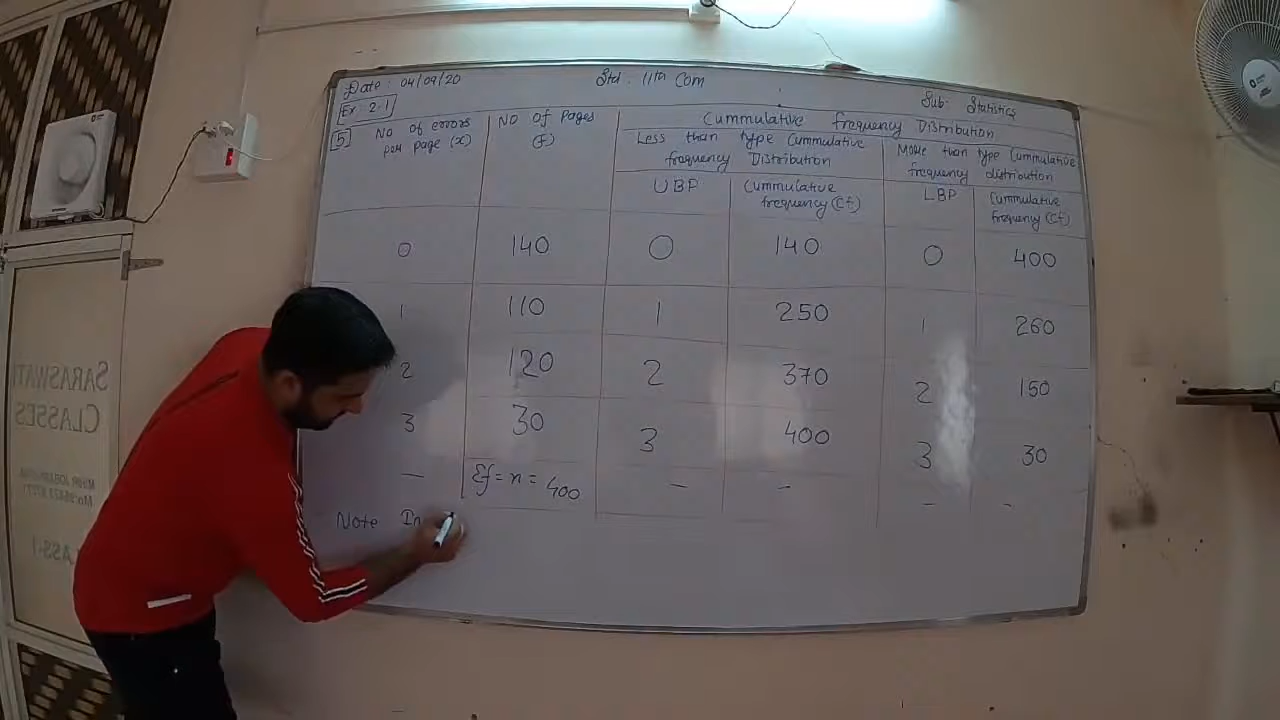 Date: 04/09/20 Std: 11th Com Sub: Statistics
Ex 2.1
5 No of errors per page (x) NO of Pages (f) Cummulative frequency Distribution
Less than type Cummulative frequency Distribution More than type Cummulative frequency distribution
UBP Cummulative frequency (Cf) LBP Cummulative frequency (Cf)
0 140 0 140 0 400
1 110 1 250 1 260
2 120 2 370 2 150
3 30 3 400 3 30
- Σf = n = 400 - - - -
Note In
SARASWATI
CLASSES